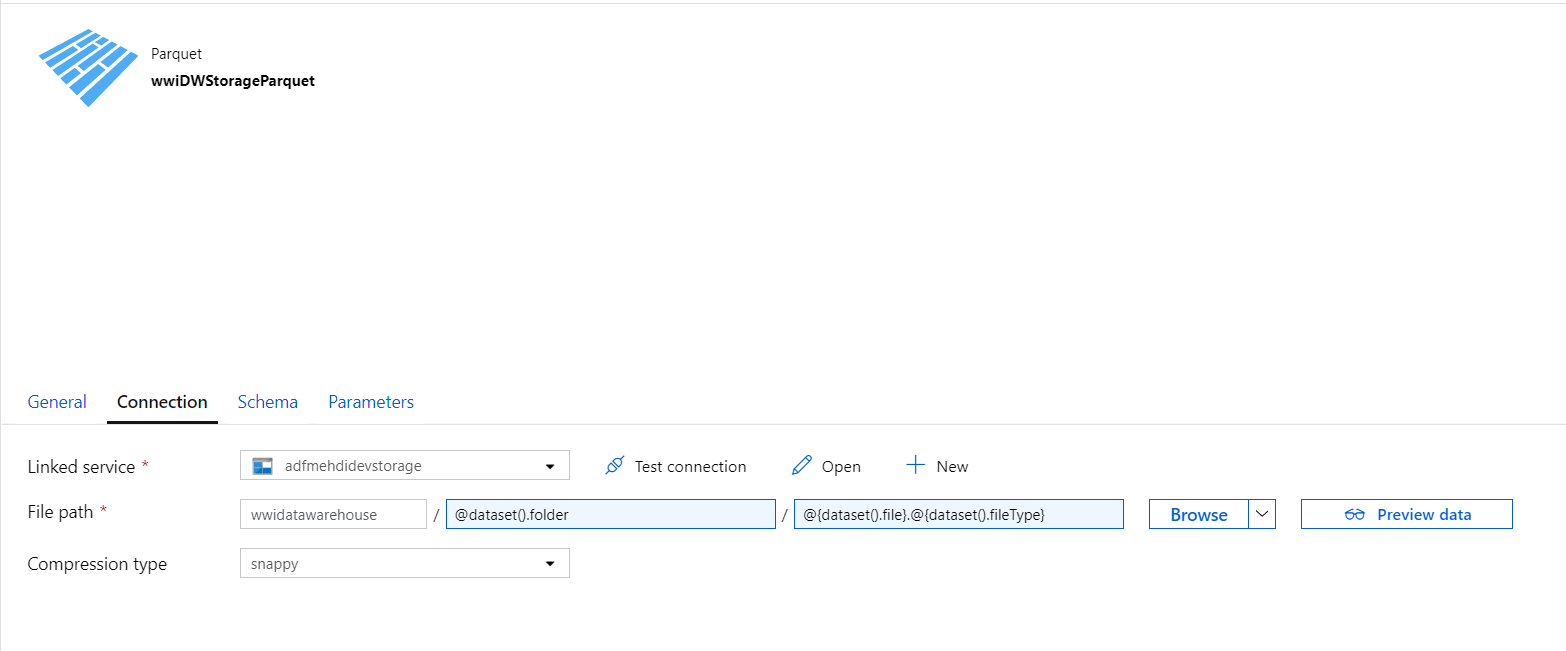 Parquet
wwiDWStorageParquet
General Connection Schema Parameters
Linked service * adfmehdidevstorage Test connection Open New
File path * wwidatawarehouse / @dataset().folder / @{dataset().file}.@{dataset().fileType} Browse Preview data
Compression type snappy